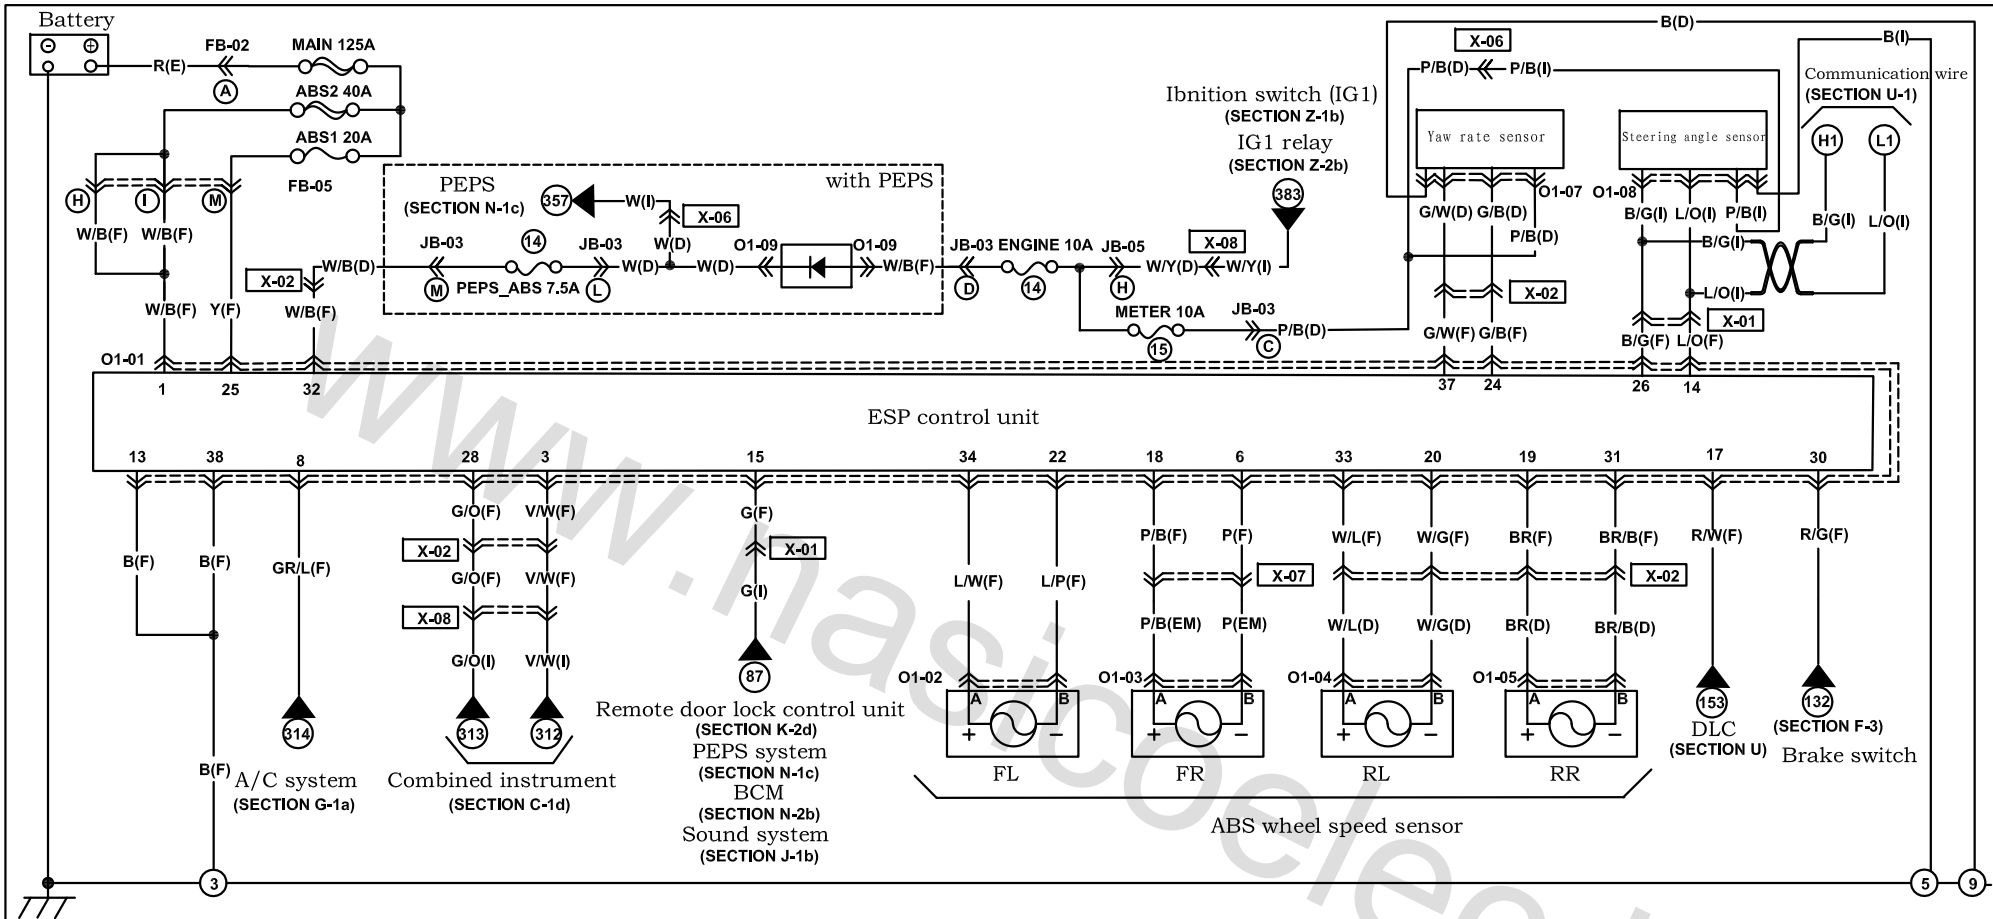 Battery
FB-02
MAIN 125A
R(E)
A
ABS2 40A
ABS1 20A
FB-05
H
I
M
W/B(F)
W/B(F)
W/B(F)
Y(F)
X-02
W/B(D)
W/B(F)
PEPS
(SECTION N-1c)
357
W(I)
X-06
with PEPS
W(D)
JB-03
14
JB-03
M
PEPS_ABS 7.5A
L
W(D)
W(D)
O1-09
O1-09
W/B(F)
JB-03
D
ENGINE 10A
14
JB-05
H
X-08
W/Y(D)
W/Y(I)
METER 10A
15
JB-03
C
P/B(D)
Ibnition switch (IG1)
(SECTION Z-1b)
IG1 relay
(SECTION Z-2b)
383
B(D)
X-06
P/B(D)
P/B(I)
B(I)
Yaw rate sensor
O1-07
G/W(D)
G/B(D)
P/B(D)
X-02
G/W(F)
G/B(F)
Steering angle sensor
O1-08
B/G(I)
L/O(I)
P/B(I)
Communication wire
(SECTION U-1)
H1
L1
B/G(I)
L/O(I)
B/G(I)
L/O(I)
X-01
B/G(F)
L/O(F)
O1-01
1
25
32
37
24
26
14
ESP control unit
13
38
8
28
3
15
34
22
18
6
33
20
19
31
17
30
B(F)
B(F)
GR/L(F)
G/O(F)
V/W(F)
X-02
G/O(F)
V/W(F)
X-08
G/O(I)
V/W(I)
G(F)
X-01
G(I)
L/W(F)
L/P(F)
P/B(F)
P(F)
X-07
P/B(EM)
P(EM)
W/L(F)
W/G(F)
BR(F)
BR/B(F)
X-02
W/L(D)
W/G(D)
BR(D)
BR/B(D)
R/W(F)
R/G(F)
B(F)
314
A/C system
(SECTION G-1a)
313
312
Combined instrument
(SECTION C-1d)
87
Remote door lock control unit
(SECTION K-2d)
PEPS system
(SECTION N-1c)
BCM
(SECTION N-2b)
Sound system
(SECTION J-1b)
O1-02
A
B
+
−
FL
O1-03
A
B
+
−
FR
O1-04
A
B
+
−
RL
O1-05
A
B
+
−
RR
ABS wheel speed sensor
153
DLC
(SECTION U)
132
(SECTION F-3)
Brake switch
3
5
9